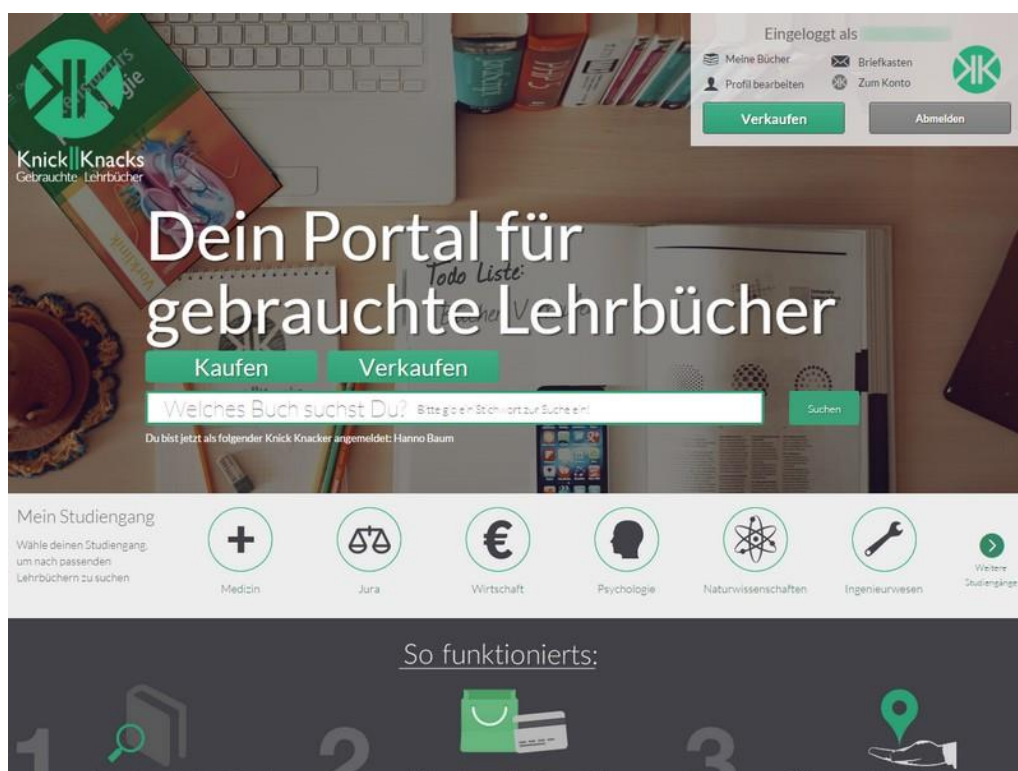 Eingeloggt als
Meine Bücher
Briefkasten
Profil bearbeiten
Zum Konto
Verkaufen
Abmelden
Knick Knacks
Gebrauchte Lehrbücher
Vorklinik
Dein Portal für
gebrauchte Lehrbücher
Todo Liste:
Bücher
Kaufen
Verkaufen
Welches Buch suchst Du? Bitte gib ein Stichwort zur Suche ein!
Suchen
Du bist jetzt als folgender Knick Knacker angemeldet: Hanno Baum
Mein Studiengang
Wähle deinen Studiengang,
um nach passenden
Lehrbüchern zu suchen
Medizin
Jura
Wirtschaft
Psychologie
Naturwissenschaften
Ingenieurwesen
Weitere
Studiengänge
So funktionierts:
1
2
3